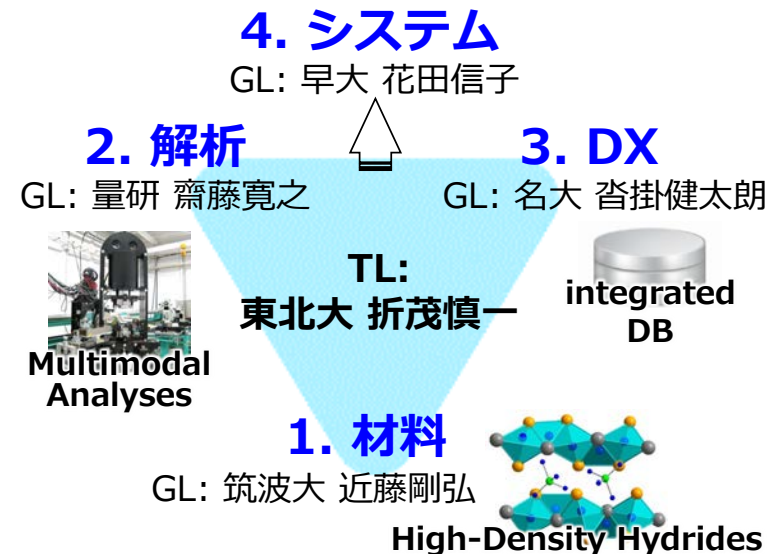 4. システム
GL: 早大 花田信子
2. 解析
GL: 量研 齋藤寛之
3. DX
GL: 名大 沓掛健太朗
TL:
東北大 折茂慎一
Multimodal
Analyses
integrated
DB
1. 材料
GL: 筑波大 近藤剛弘
High-Density Hydrides